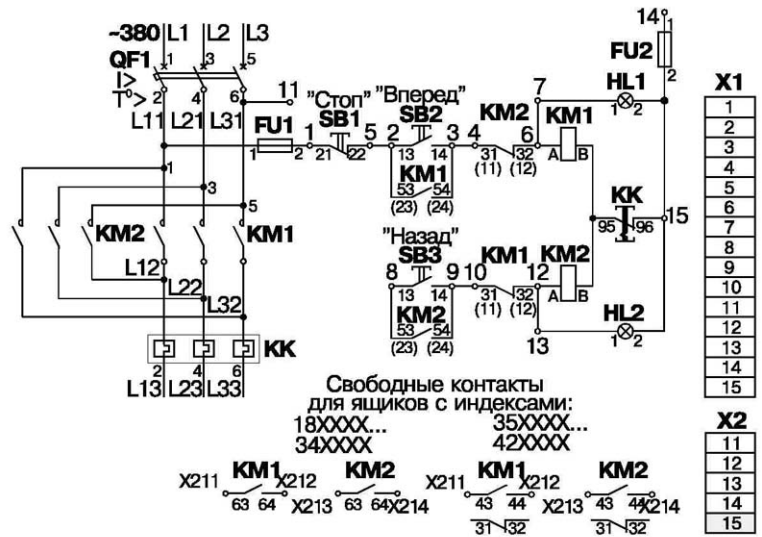 ~380 L1 L2 L3
14
1
QF1 1 3 5
FU2
I>
7 HL1 2 X1
T°> 2 4 6 11 "Стоп" "Вперед" KM2 KM1 1 2
L11 L21 L31 FU1 1 SB1 5 2 SB2 3 4 6
1 2 21 22 13 14 31 32 A B
(11) (12)
KM1
1 53 54
3 (23) (24) KK
5 95 96 15
KM2 KM1 "Назад"
L12 SB3 KM1 KM2
L22 8 9 10 12
L32 13 14 31 32 A B
KM2 (11) (12)
53 54 HL2
KK (23) (24) 13 1 2
2 4 6
L13 L23 L33
1
2
3
4
5
6
7
8
9
10
11
12
13
14
15
Свободные контакты
для ящиков с индексами:
18XXXX... 35XXXX...
34XXXX 42XXXX
X2
11
12
13
14
15
X211 KM1 X212 KM2 X211 KM1 X212 KM2
63 64 X213 63 64 X214 43 44 X213 43 44 X214
31 32 31 32